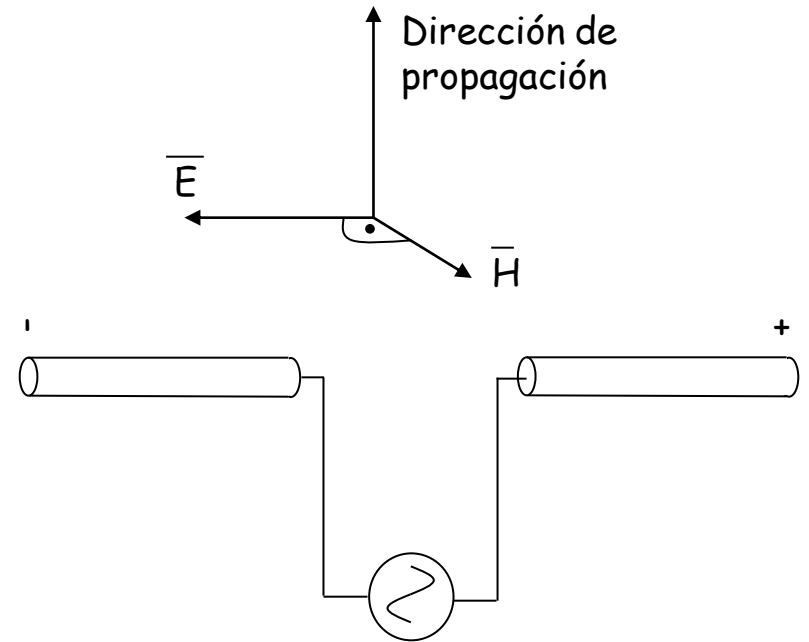 Dirección de
propagación
E
H
- +